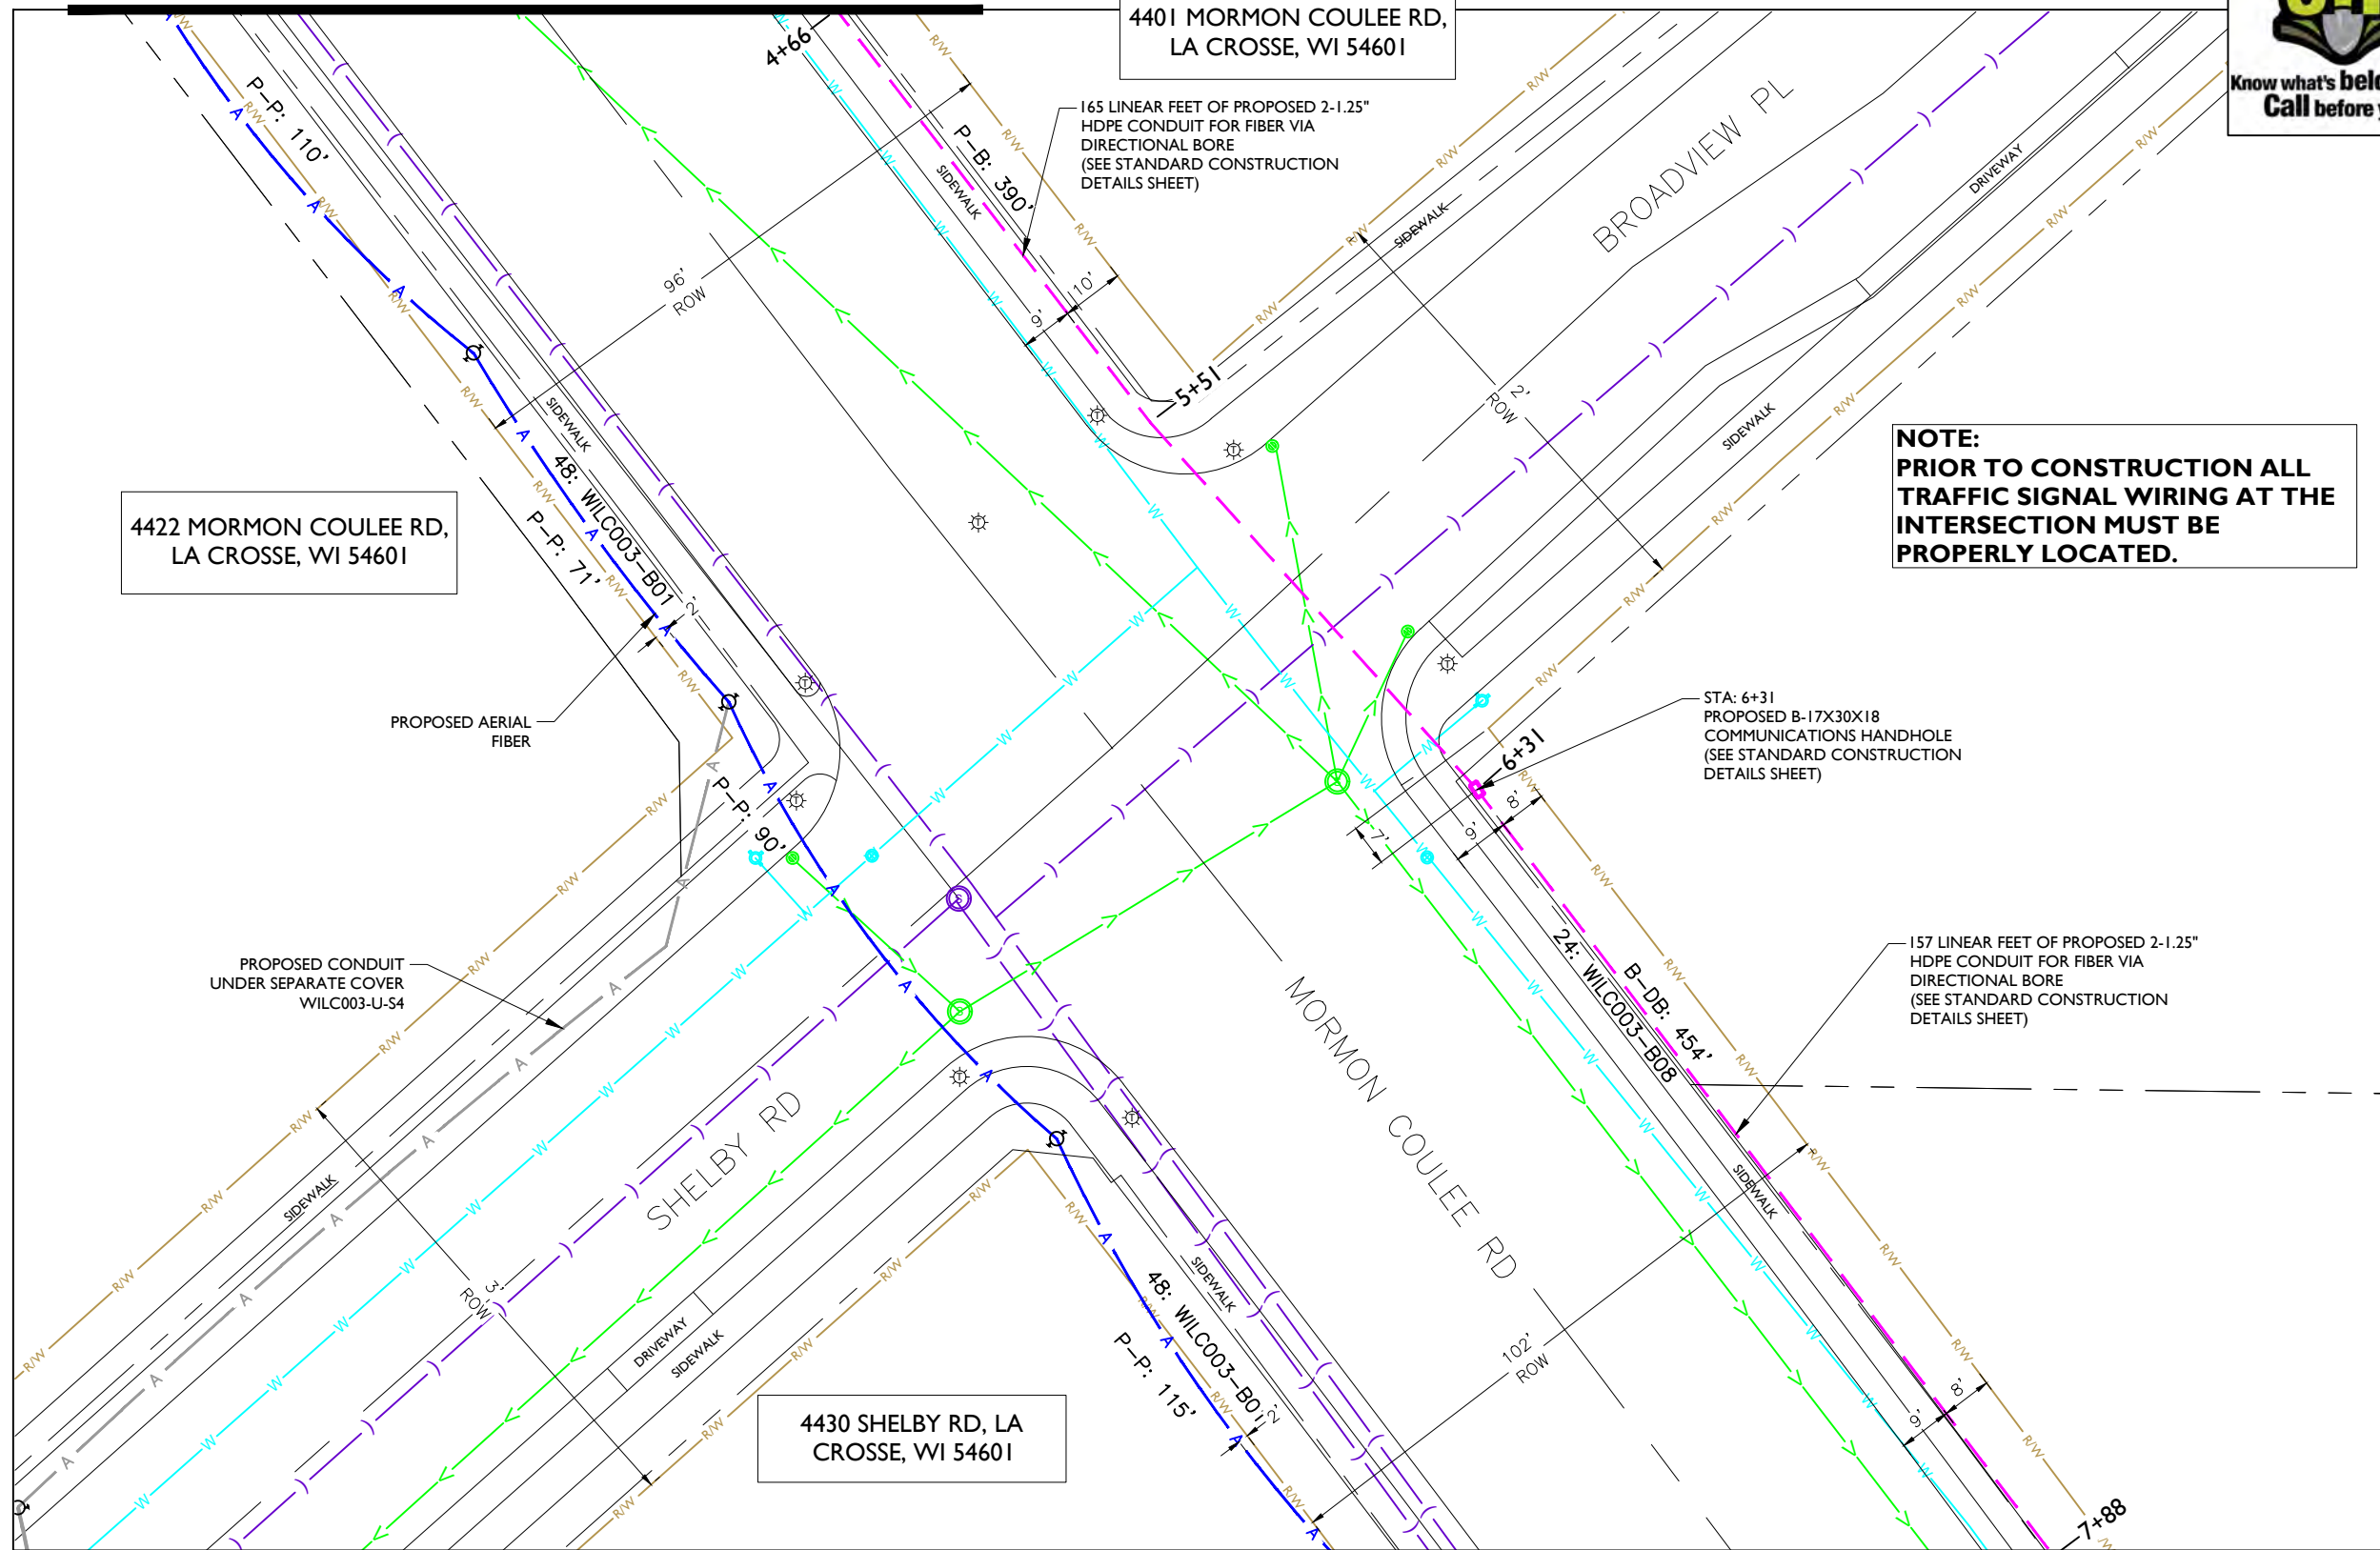 4401 MORMON COULEE RD,
LA CROSSE, WI 54601
4+66
Know what's
Call before
165 LINEAR FEET OF PROPOSED 2-1.25"
HDPE CONDUIT FOR FIBER VIA
DIRECTIONAL BORE
(SEE STANDARD CONSTRUCTION
DETAILS SHEET)
P-P: 110'
P-B: 390'
SIDEWALK
BROADVIEW PL
DRIVEWAY
SIDEWALK
96'
ROW
10'
9'
5+51
2'
ROW
SIDEWALK
SIDEWALK
NOTE:
PRIOR TO CONSTRUCTION ALL
TRAFFIC SIGNAL WIRING AT THE
INTERSECTION MUST BE
PROPERLY LOCATED.
4422 MORMON COULEE RD,
LA CROSSE, WI 54601
48: WILC003-B01
P-P: 71'
2'
PROPOSED AERIAL
FIBER
STA: 6+31
PROPOSED B-17X30X18
COMMUNICATIONS HANDHOLE
(SEE STANDARD CONSTRUCTION
DETAILS SHEET)
6+31
8'
9'
7'
P-P: 90'
PROPOSED CONDUIT
UNDER SEPARATE COVER
WILC003-U-S4
157 LINEAR FEET OF PROPOSED 2-1.25"
HDPE CONDUIT FOR FIBER VIA
DIRECTIONAL BORE
(SEE STANDARD CONSTRUCTION
DETAILS SHEET)
B-DB: 454'
24: WILC003-B08
MORMON COULEE RD
SHELBY RD
SIDEWALK
SIDEWALK
SIDEWALK
3'
ROW
DRIVEWAY
SIDEWALK
48: WILC003-B01
P-P: 115'
2'
102'
ROW
4430 SHELBY RD, LA
CROSSE, WI 54601
8'
9'
7+88
R/W
W
A
S
T